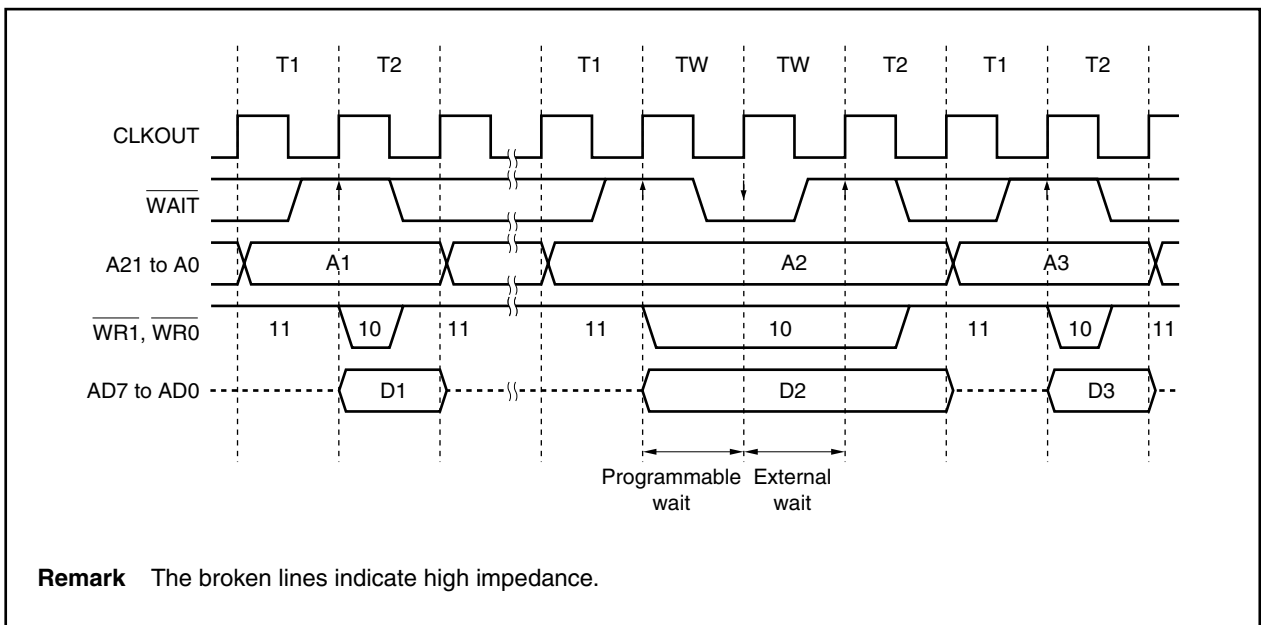 T1 T2 T1 TW TW T2 T1 T2
CLKOUT
WAIT
A21 to A0 A1 A2 A3
WR1, WR0 11 10 11 11 10 11 10 11
AD7 to AD0 D1 D2 D3
Programmable wait
External wait
Remark The broken lines indicate high impedance.